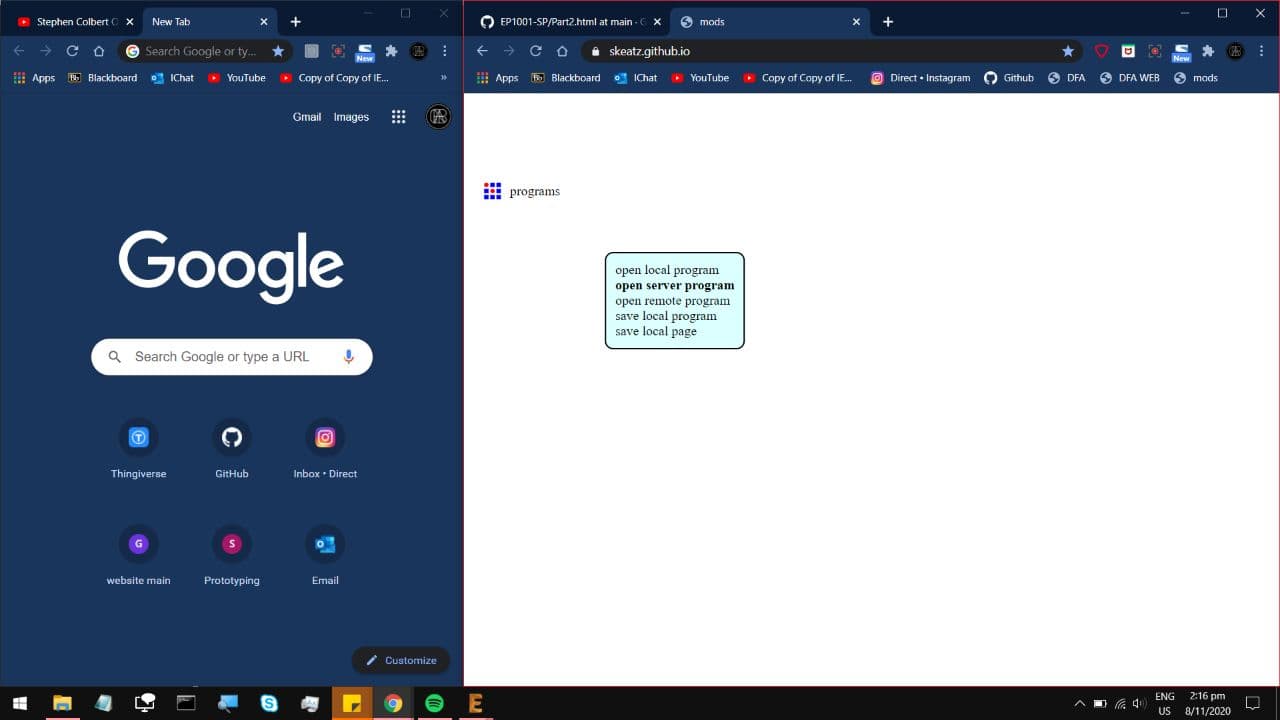 Stephen Colbert C
New Tab
Search Google or ty...
New
Apps
Blackboard
IChat
YouTube
Copy of Copy of IE...
»
Gmail
Images
Google
Search Google or type a URL
Thingiverse
GitHub
Inbox • Direct
G
website main
S
Prototyping
Email
Customize
EP1001-SP/Part2.html at main · G
mods
skeatz.github.io
New
Apps
Blackboard
IChat
YouTube
Copy of Copy of IE...
Direct • Instagram
Github
DFA
DFA WEB
mods
programs
open local program
open server program
open remote program
save local program
save local page
ENG
US
2:16 pm
8/11/2020